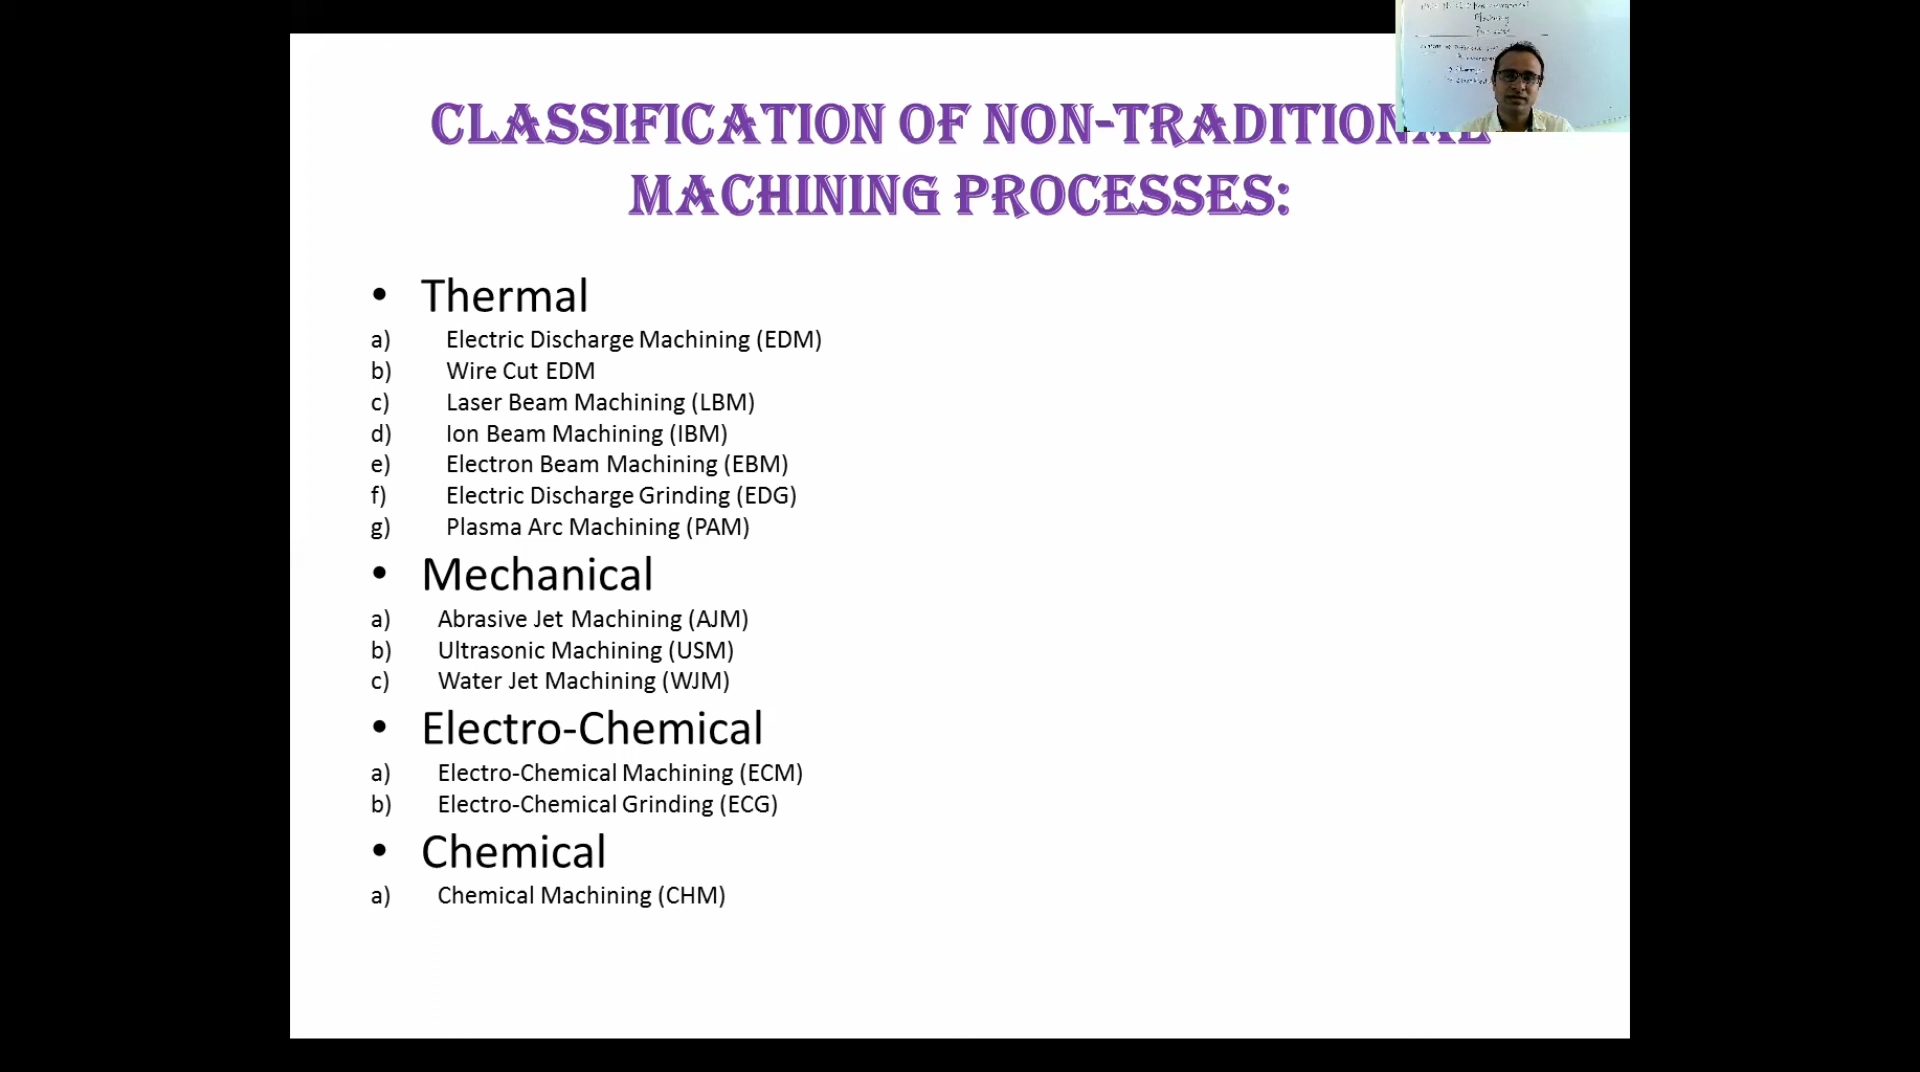 CLASSIFICATION OF NON-TRADITIONAL
MACHINING PROCESSES:
• Thermal
a) Electric Discharge Machining (EDM)
b) Wire Cut EDM
c) Laser Beam Machining (LBM)
d) Ion Beam Machining (IBM)
e) Electron Beam Machining (EBM)
f) Electric Discharge Grinding (EDG)
g) Plasma Arc Machining (PAM)
• Mechanical
a) Abrasive Jet Machining (AJM)
b) Ultrasonic Machining (USM)
c) Water Jet Machining (WJM)
• Electro-Chemical
a) Electro-Chemical Machining (ECM)
b) Electro-Chemical Grinding (ECG)
• Chemical
a) Chemical Machining (CHM)